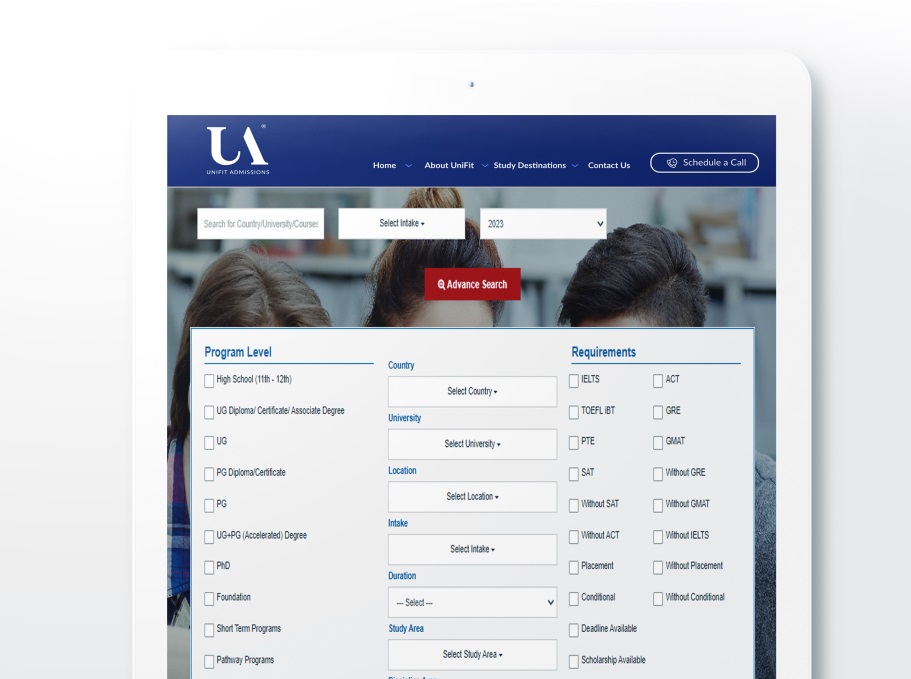 UA
UNIFIT ADMISSIONS
Home About UniFit Study Destinations Contact Us Schedule a Call
Search for Country/University/Courses Select Intake 2023
Advance Search
Program Level
High School (11th - 12th)
UG Diploma/ Certificate/ Associate Degree
UG
PG Diploma/Certificate
PG
UG+PG (Accelerated) Degree
PhD
Foundation
Short Term Programs
Pathway Programs
Country
Select Country
University
Select University
Location
Select Location
Intake
Select Intake
Duration
--- Select ---
Study Area
Select Study Area
Requirements
IELTS ACT
TOEFL iBT GRE
PTE GMAT
SAT Without GRE
Without SAT Without GMAT
Without ACT Without IELTS
Placement Without Placement
Conditional Without Conditional
Deadline Available
Scholarship Available